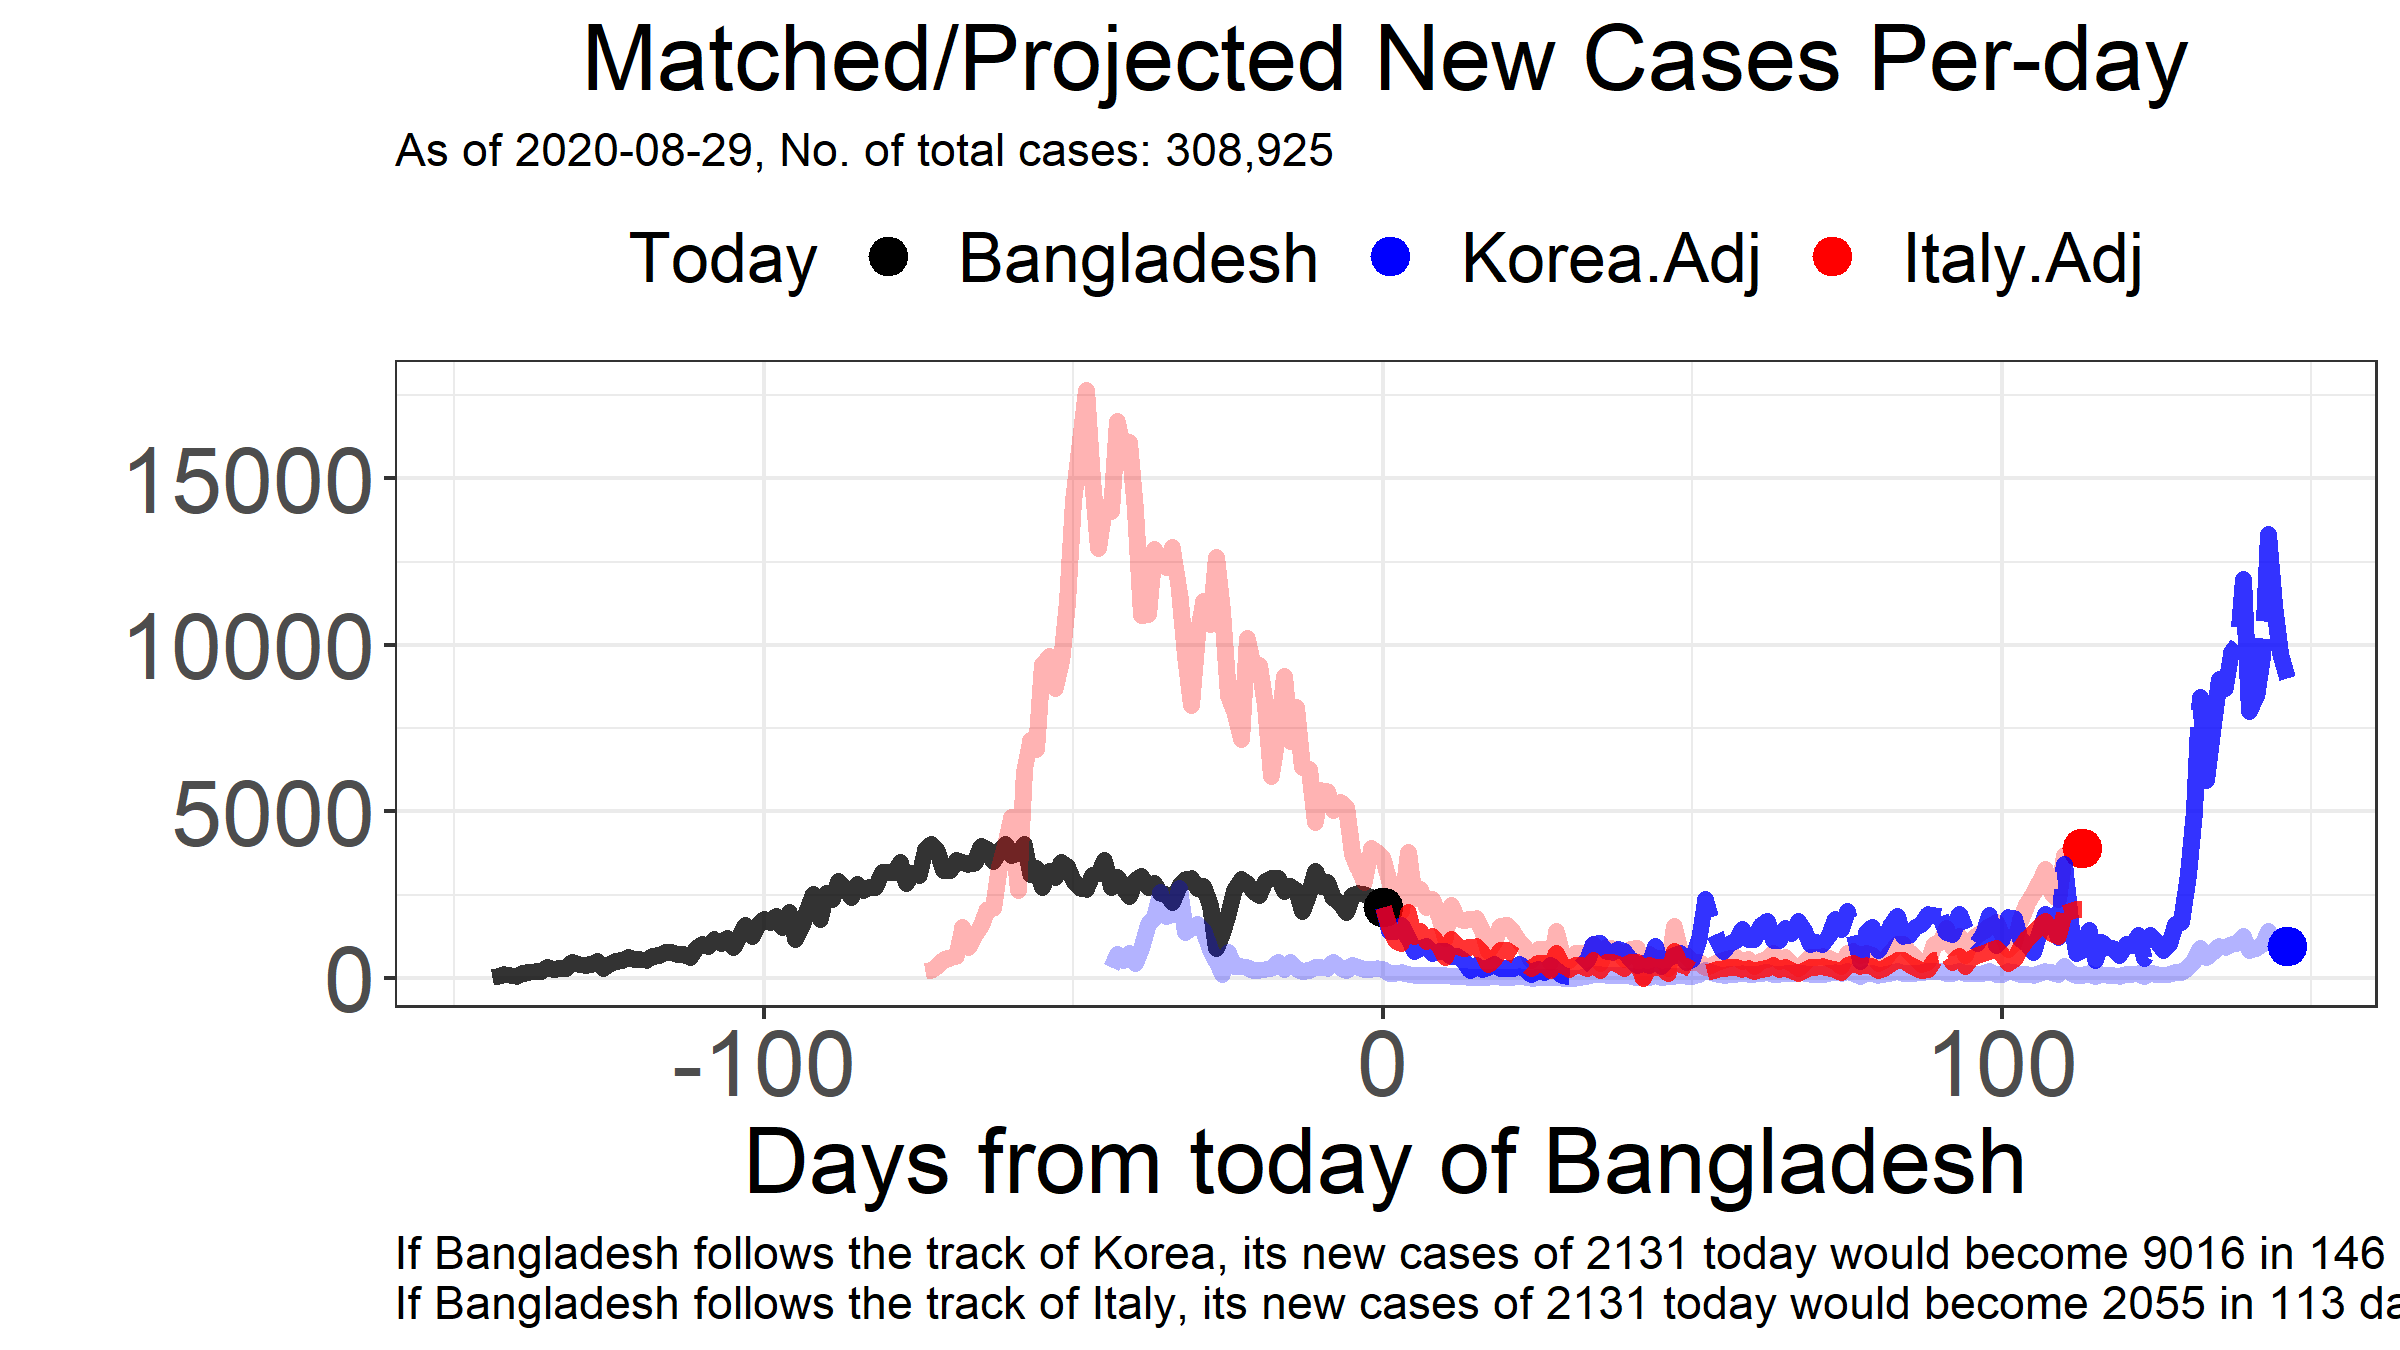 Matched/Projected New Cases Per-day
As of 2020-08-29, No. of total cases: 308,925
Today Bangladesh Korea.Adj Italy.Adj
15000
10000
5000
0
-100 0 100
Days from today of Bangladesh
If Bangladesh follows the track of Korea, its new cases of 2131 today would become 9016 in 146
If Bangladesh follows the track of Italy, its new cases of 2131 today would become 2055 in 113 da